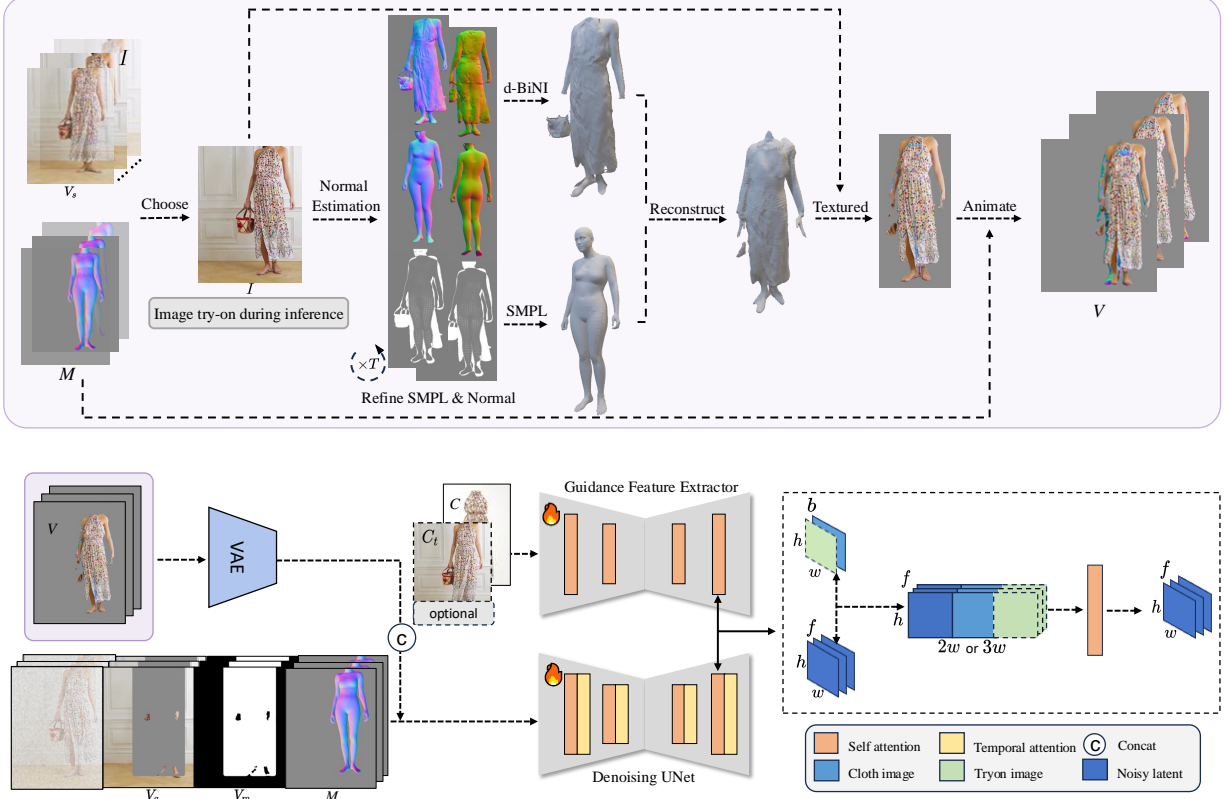 I
V_s
Choose
M
I
Image try-on during inference
Normal
Estimation
×T
Refine SMPL & Normal
d-BiNI
SMPL
Reconstruct
Textured
Animate
V
V
VAE
C
C_t
optional
C
Guidance Feature Extractor
Denoising UNet
V_m
M
b
h
w
f
h
w
f
h
2w or 3w
f
h
w
Self attention
Temporal attention
C
Concat
Cloth image
Tryon image
Noisy latent